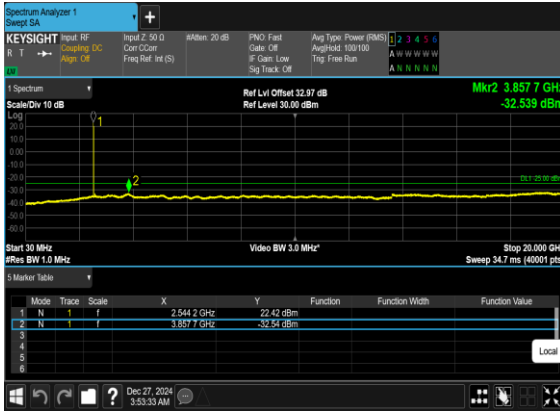 Spectrum Analyzer 1
Swept SA
+
KEYSIGHT Input: RF Input Z: 50 Ω #Atten: 20 dB PNO: Fast Avg Type: Power (RMS) 1 2 3 4 5 6
R T Coupling: DC Corr CCorr Gate: Off Avg|Hold: 100/100 A W W W W W
Align: Off Freq Ref: Int (S) IF Gain: Low Trig: Free Run
LXI Sig Track: Off A N N N N N
1 Spectrum Ref Lvl Offset 32.97 dB Mkr2 3.857 7 GHz
Scale/Div 10 dB Ref Level 30.00 dBm -32.539 dBm
Log
20.0 1
10.0
0.00
-10.0
-20.0 2 DL1 -25.00 dBm
-30.0
-40.0
-50.0
-60.0
Start 30 MHz Video BW 3.0 MHz* Stop 20.000 GHz
#Res BW 1.0 MHz Sweep 34.7 ms (40001 pts)
5 Marker Table
Mode Trace Scale X Y Function Function Width Function Value
1 N 1 f 2.544 2 GHz 22.42 dBm
2 N 1 f 3.857 7 GHz -32.54 dBm
3
4
5
6
Local
? Dec 27, 2024
3:53:33 AM